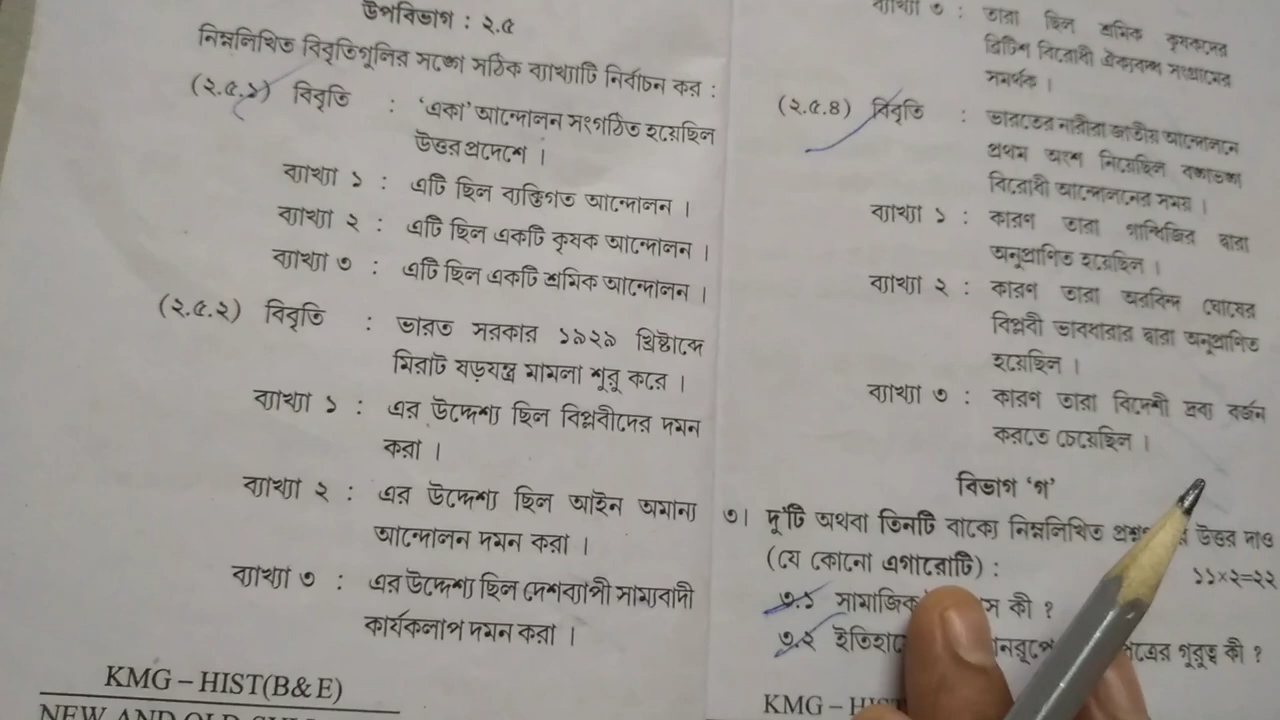 উপবিভাগ : ২.৫
নিম্নলিখিত বিবৃতিগুলির সঙ্গে সঠিক ব্যাখ্যাটি নির্বাচন কর :
(২.৫.১) বিবৃতি : 'একা' আন্দোলন সংগঠিত হয়েছিল
উত্তরপ্রদেশে ।
ব্যাখ্যা ১ : এটি ছিল ব্যক্তিগত আন্দোলন ।
ব্যাখ্যা ২ : এটি ছিল একটি কৃষক আন্দোলন ।
ব্যাখ্যা ৩ : এটি ছিল একটি শ্রমিক আন্দোলন ।
(২.৫.২) বিবৃতি : ভারত সরকার ১৯২৯ খ্রিষ্টাব্দে
মিরাট ষড়যন্ত্র মামলা শুরু করে ।
ব্যাখ্যা ১ : এর উদ্দেশ্য ছিল বিপ্লবীদের দমন
করা ।
ব্যাখ্যা ২ : এর উদ্দেশ্য ছিল আইন অমান্য
আন্দোলন দমন করা ।
ব্যাখ্যা ৩ : এর উদ্দেশ্য ছিল দেশব্যাপী সাম্যবাদী
কার্যকলাপ দমন করা ।
KMG – HIST(B&E)
NEW AND OLD
ব্যাখ্যা ৩ : তারা ছিল শ্রমিক কৃষকদের
ব্রিটিশ বিরোধী ঐক্যবদ্ধ সংগ্রামের
সমর্থক ।
(২.৫.৪) বিবৃতি : ভারতের নারীরা জাতীয় আন্দোলনে
প্রথম অংশ নিয়েছিল বঙ্গভঙ্গ
বিরোধী আন্দোলনের সময় ।
ব্যাখ্যা ১ : কারণ তারা গান্ধিজির দ্বারা
অনুপ্রাণিত হয়েছিল ।
ব্যাখ্যা ২ : কারণ তারা অরবিন্দ ঘোষের
বিপ্লবী ভাবধারার দ্বারা অনুপ্রাণিত
হয়েছিল ।
ব্যাখ্যা ৩ : কারণ তারা বিদেশী দ্রব্য বর্জন
করতে চেয়েছিল ।
বিভাগ 'গ'
৩। দু'টি অথবা তিনটি বাক্যে নিম্নলিখিত উত্তর দাও
(যে কোনো এগারোটি) :
১১×২=২২
৩.১ সামাজিক কী ?
৩.২ গুরুত্ব কী ?
KMG – HIST